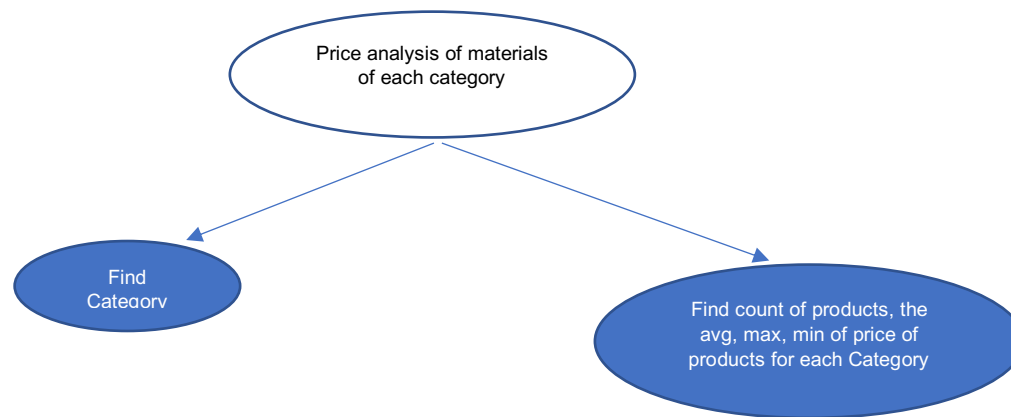 Price analysis of materials
of each category
Find
Category
Find count of products, the
avg, max, min of price of
products for each Category